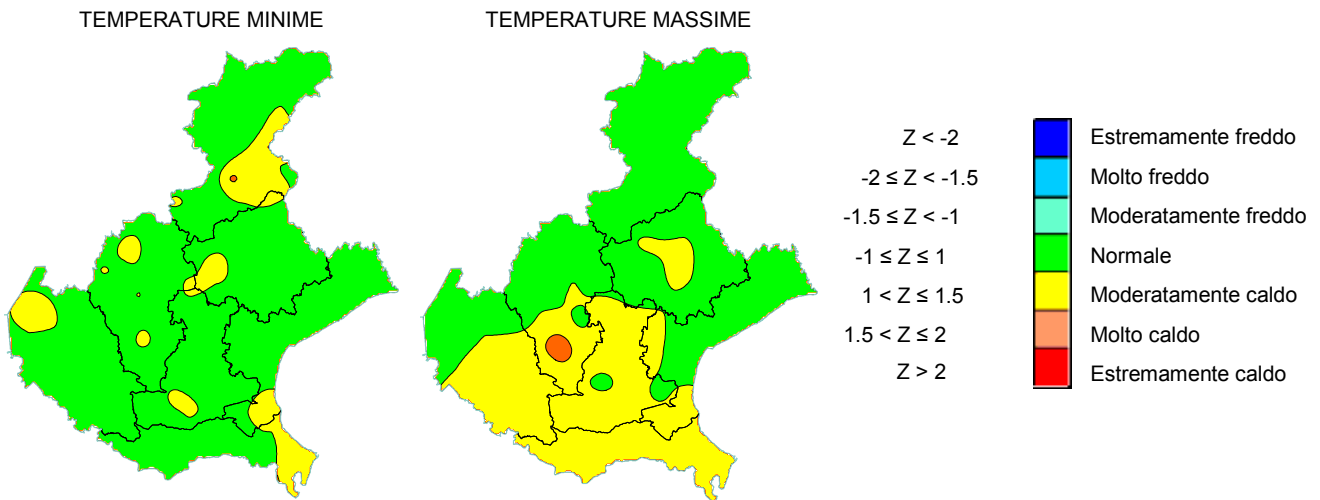 TEMPERATURE MINIME
TEMPERATURE MASSIME
Z < -2
Estremamente freddo
-2 ≤ Z < -1.5
Molto freddo
-1.5 ≤ Z < -1
Moderatamente freddo
-1 ≤ Z ≤ 1
Normale
1 < Z ≤ 1.5
Moderatamente caldo
1.5 < Z ≤ 2
Molto caldo
Z > 2
Estremamente caldo